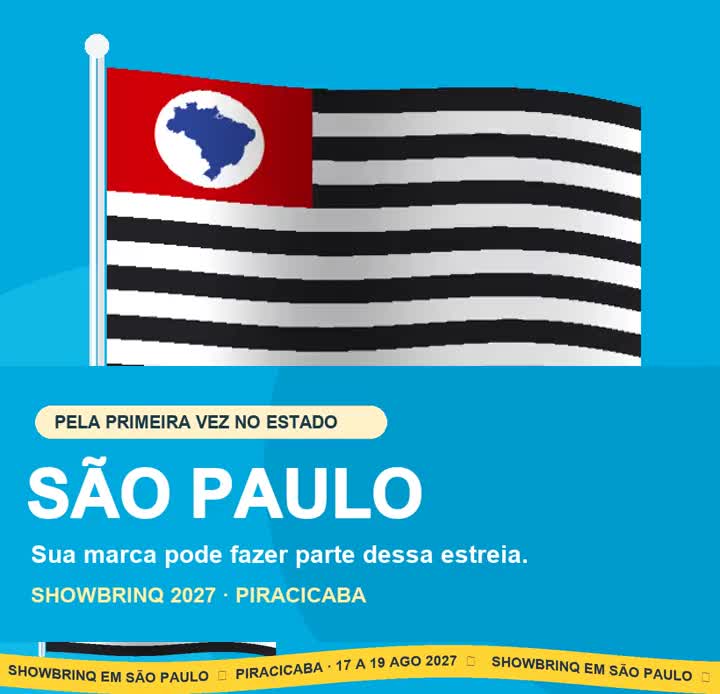 PELA PRIMEIRA VEZ NO ESTADO
SÃO PAULO
Sua marca pode fazer parte dessa estreia.
SHOWBRINQ 2027 · PIRACICABA
SHOWBRINQ EM SÃO PAULO □ PIRACICABA · 17 A 19 AGO 2027 □ SHOWBRINQ EM SÃO PAULO □